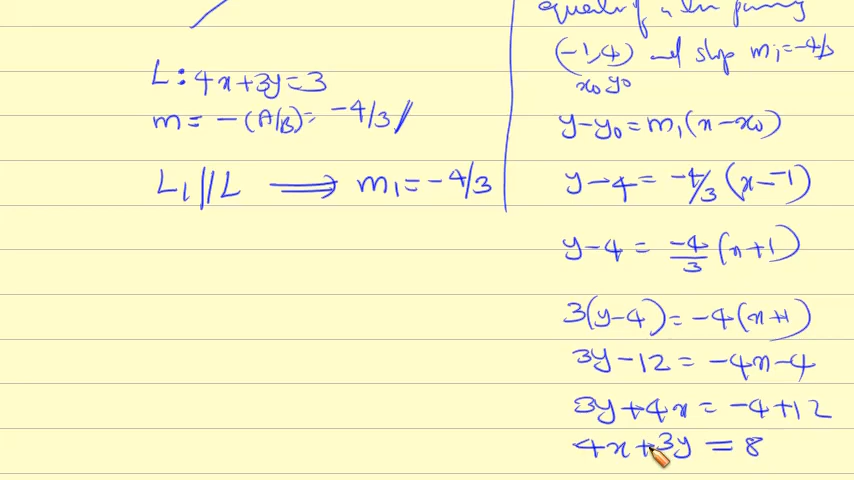 L: 4x+3y=3
m = -(A/B) = -4/3//
L₁//L ⟹ m₁ = -4/3
(-1,4) and slop m₁=-4/3
x₀ y₀
y-y₀ = m₁(x-x₀)
y-4 = -4/3 (x--1)
y-4 = -4/3 (x+1)
3(y-4) = -4(x+1)
3y-12 = -4x-4
3y+4x = -4+12
4x+3y = 8